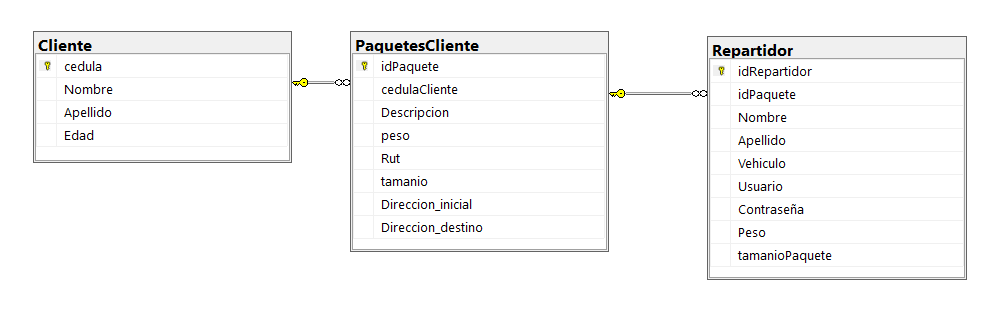 Cliente
cedula
Nombre
Apellido
Edad
PaquetesCliente
idPaquete
cedulaCliente
Descripcion
peso
Rut
tamanio
Direccion_inicial
Direccion_destino
Repartidor
idRepartidor
idPaquete
Nombre
Apellido
Vehiculo
Usuario
Contraseña
Peso
tamanioPaquete